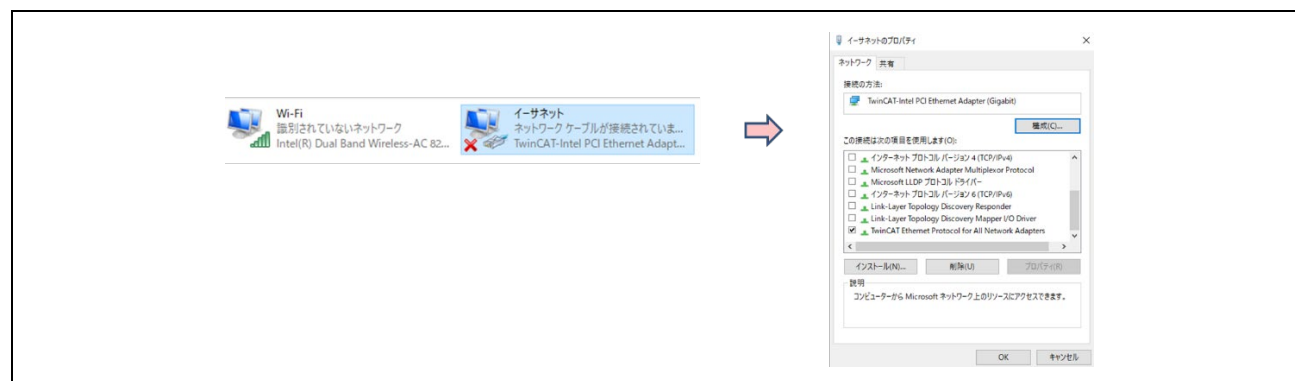 Wi-Fi
識別されていないネットワーク
Intel(R) Dual Band Wireless-AC 82...
イーサネット
ネットワーク ケーブルが接続されていま...
TwinCAT-Intel PCI Ethernet Adapt...
イーサネットのプロパティ
ネットワーク 共有
接続の方法:
TwinCAT-Intel PCI Ethernet Adapter (Gigabit)
構成(C)...
この接続は次の項目を使用します(O):
インターネット プロトコル バージョン 4 (TCP/IPv4)
Microsoft Network Adapter Multiplexor Protocol
Microsoft LLDP プロトコル ドライバー
インターネット プロトコル バージョン 6 (TCP/IPv6)
Link-Layer Topology Discovery Responder
Link-Layer Topology Discovery Mapper I/O Driver
TwinCAT Ethernet Protocol for All Network Adapters
インストール(N)... 削除(U) プロパティ(R)
説明
コンピューターから Microsoft ネットワーク上のリソースにアクセスできます。
OK キャンセル